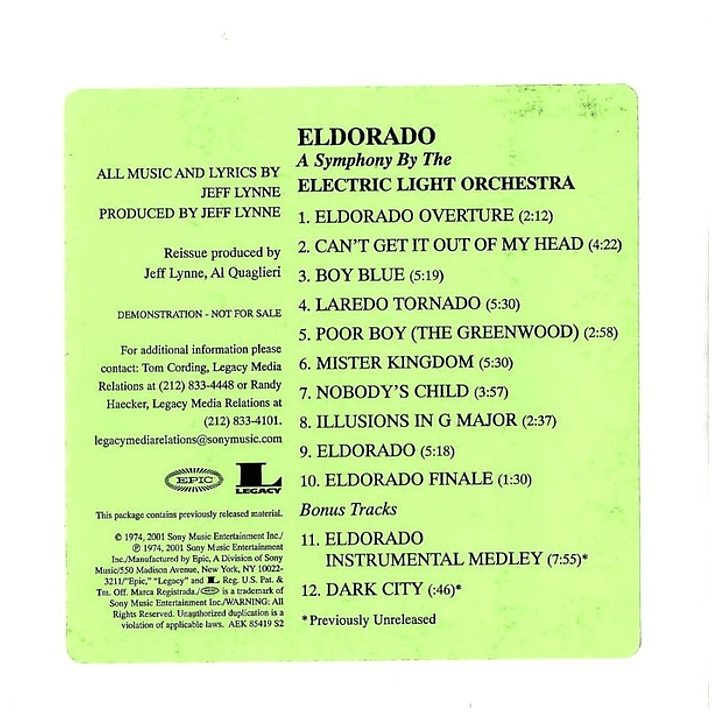 ALL MUSIC AND LYRICS BY
JEFF LYNNE
PRODUCED BY JEFF LYNNE
Reissue produced by
Jeff Lynne, Al Quaglieri
DEMONSTRATION - NOT FOR SALE
For additional information please
contact: Tom Cording, Legacy Media
Relations at (212) 833-4448 or Randy
Haecker, Legacy Media Relations at
(212) 833-4101.
legacymediarelations@sonymusic.com
EPIC
L
LEGACY
This package contains previously released material.
© 1974, 2001 Sony Music Entertainment Inc./
℗ 1974, 2001 Sony Music Entertainment
Inc./Manufactured by Epic, A Division of Sony
Music/550 Madison Avenue, New York, NY 10022-
3211/"Epic," "Legacy" and L Reg. U.S. Pat. &
Tm. Off. Marca Registrada./EPIC is a trademark of
Sony Music Entertainment Inc./WARNING: All
Rights Reserved. Unauthorized duplication is a
violation of applicable laws. AEK 85419 S2
ELDORADO
A Symphony By The
ELECTRIC LIGHT ORCHESTRA
1. ELDORADO OVERTURE (2:12)
2. CAN'T GET IT OUT OF MY HEAD (4:22)
3. BOY BLUE (5:19)
4. LAREDO TORNADO (5:30)
5. POOR BOY (THE GREENWOOD) (2:58)
6. MISTER KINGDOM (5:30)
7. NOBODY'S CHILD (3:57)
8. ILLUSIONS IN G MAJOR (2:37)
9. ELDORADO (5:18)
10. ELDORADO FINALE (1:30)
Bonus Tracks
11. ELDORADO
INSTRUMENTAL MEDLEY (7:55)*
12. DARK CITY (:46)*
*Previously Unreleased